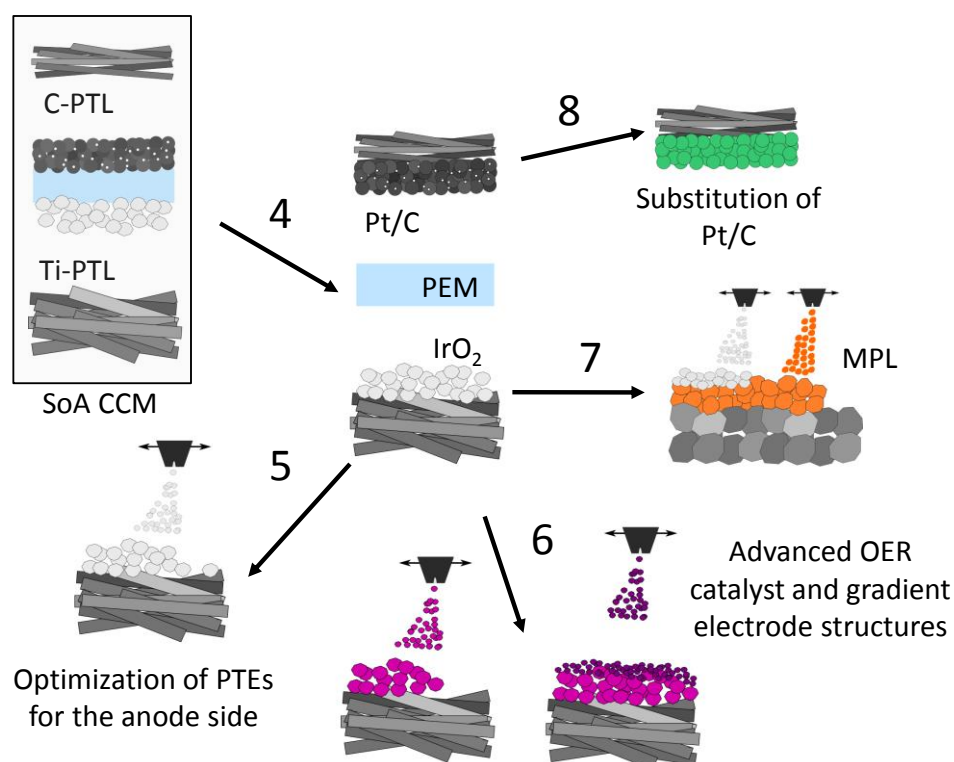 C-PTL
Ti-PTL
SoA CCM
4
Pt/C
8
Substitution of
Pt/C
PEM
IrO₂
7
MPL
5
Optimization of PTEs
for the anode side
6
Advanced OER
catalyst and gradient
electrode structures